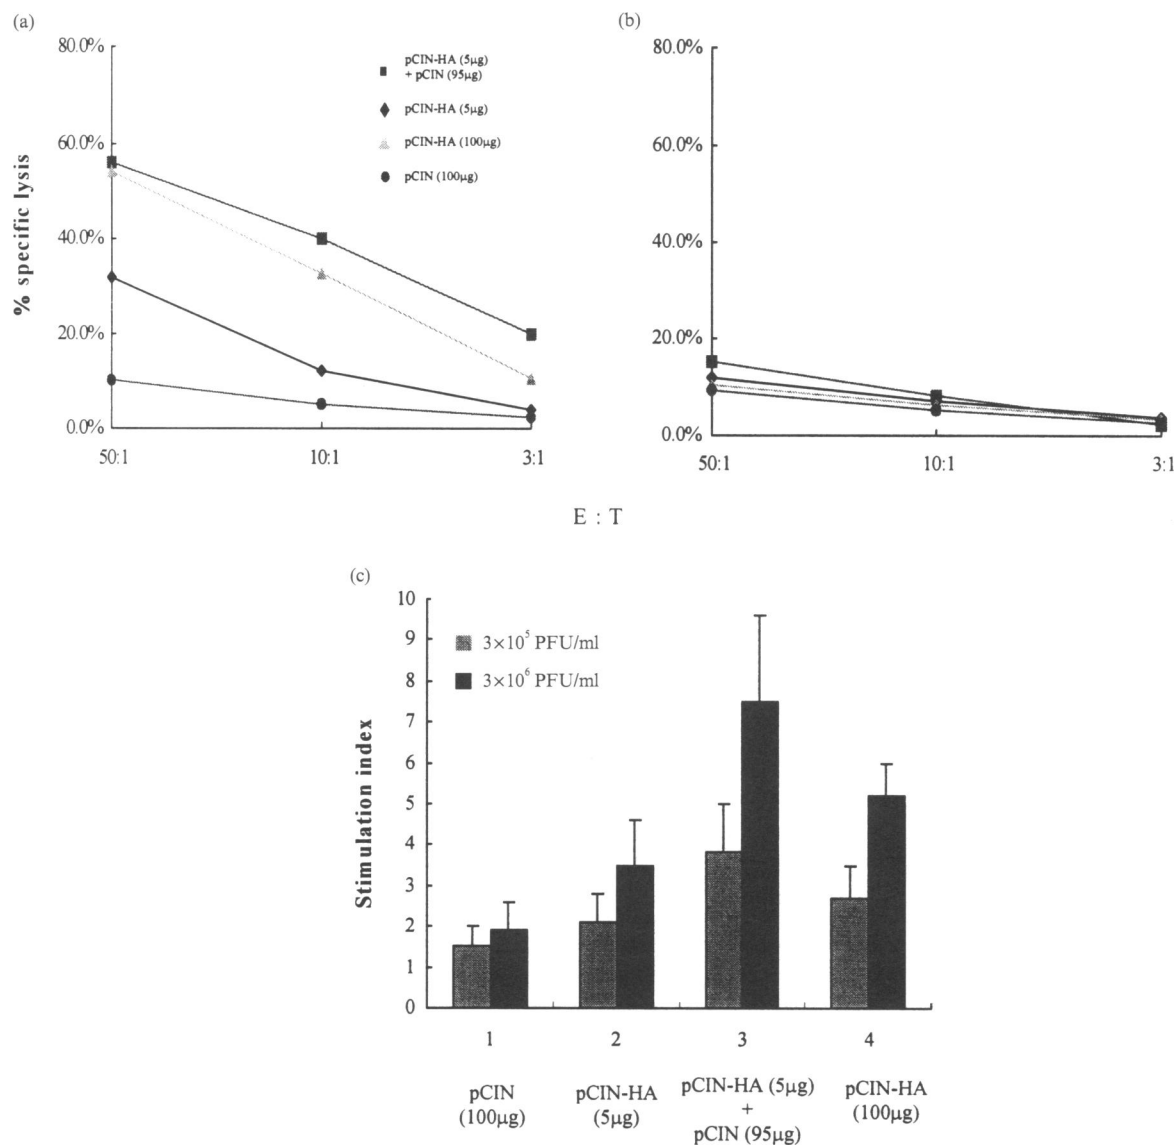 (a)
80.0%
60.0%
40.0%
20.0%
0.0%
50:1
10:1
3:1
% specific lysis
pCIN-HA (5µg)
+ pCIN (95µg)
pCIN-HA (5µg)
pCIN-HA (100µg)
pCIN (100µg)
(b)
80.0%
60.0%
40.0%
20.0%
0.0%
50:1
10:1
3:1
E : T
(c)
10
9
8
7
6
5
4
3
2
1
0
Stimulation index
3×10⁵ PFU/ml
3×10⁶ PFU/ml
1
2
3
4
pCIN
(100µg)
pCIN-HA
(5µg)
pCIN-HA (5µg)
+
pCIN (95µg)
pCIN-HA
(100µg)